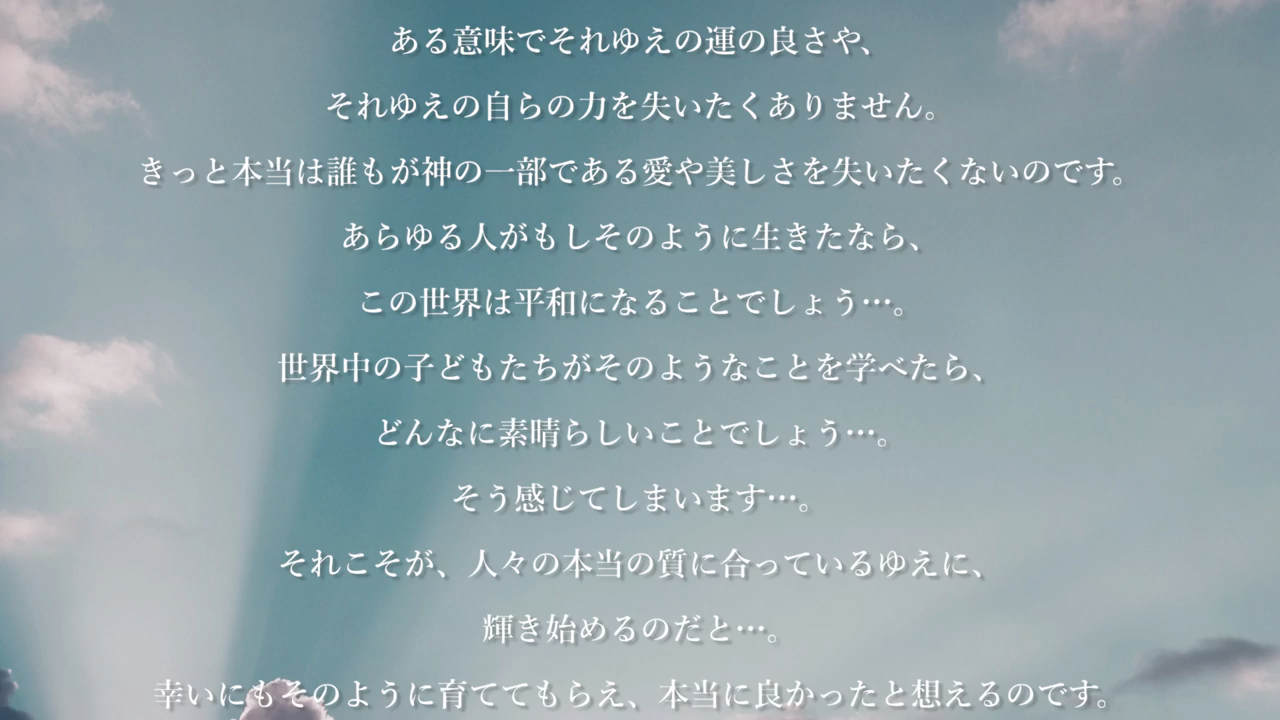 ある意味でそれゆえの運の良さや、
それゆえの自らの力を失いたくありません。
きっと本当は誰もが神の一部である愛や美しさを失いたくないのです。
あらゆる人がもしそのように生きたなら、
この世界は平和になることでしょう…。
世界中の子どもたちがそのようなことを学べたら、
どんなに素晴らしいことでしょう…。
そう感じてしまいます…。
それこそが、人々の本当の質に合っているゆえに、
輝き始めるのだと…。
幸いにもそのように育ててもらえ、本当に良かったと想えるのです。